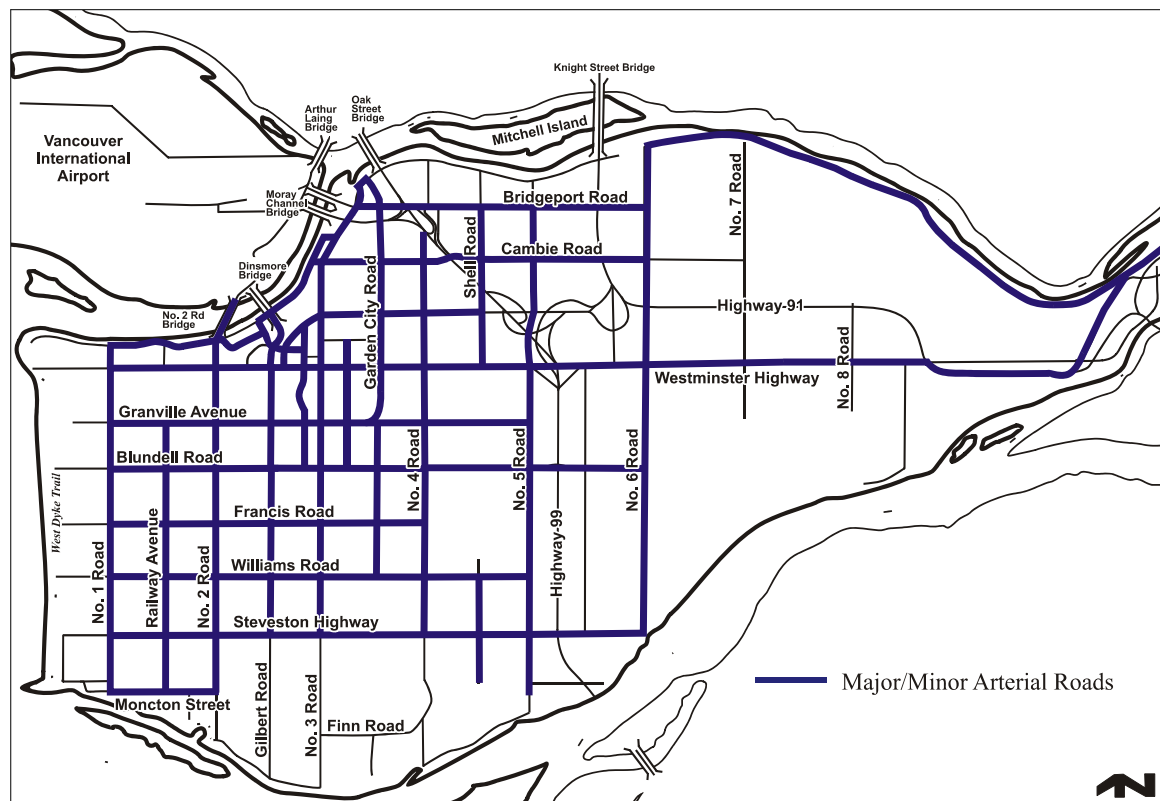 Knight Street Bridge
Oak
Street
Bridge
Arthur
Laing
Bridge
Mitchell Island
Vancouver
International
Airport
Moray
Channel
Bridge
Bridgeport Road
No. 7 Road
Shell Road
Cambie Road
Dinsmore
Bridge
Garden City Road
Highway-91
No. 2 Rd
Bridge
No. 8 Road
Westminster Highway
Granville Avenue
Blundell Road
No. 4 Road
No. 5 Road
No. 6 Road
West Dyke Trail
Francis Road
Highway-99
Williams Road
No. 1 Road
Railway Avenue
No. 2 Road
Steveston Highway
Major/Minor Arterial Roads
Moncton Street
Gilbert Road
No. 3 Road
Finn Road
N